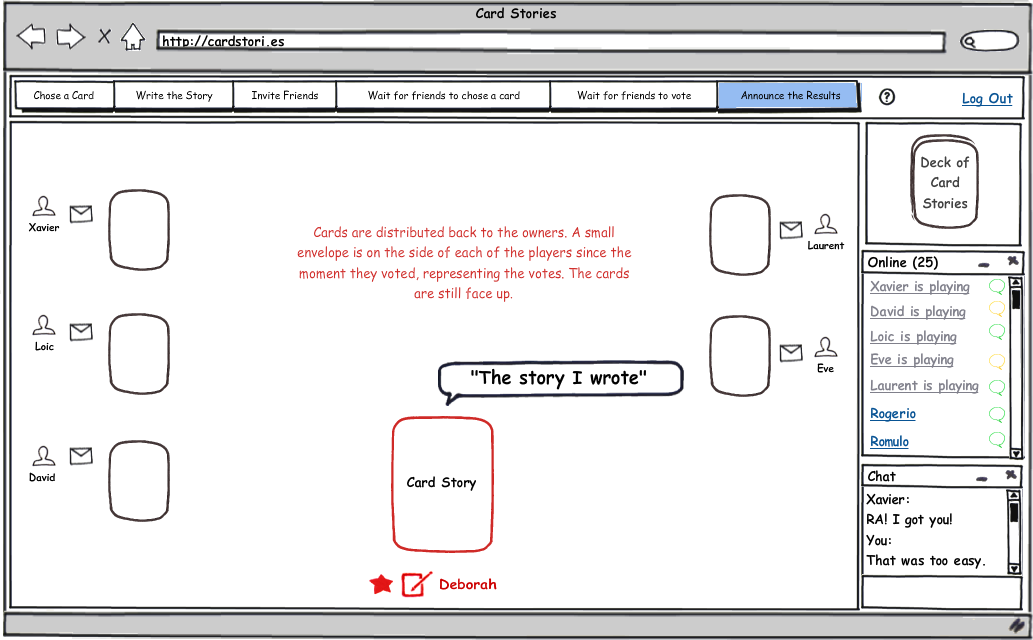 Card Stories
http://cardstori.es
Chose a Card
Write the Story
Invite Friends
Wait for friends to chose a card
Wait for friends to vote
Announce the Results
?
Log Out
Deck of
Card
Stories
Xavier
Loic
David
Cards are distributed back to the owners. A small
envelope is on the side of each of the players since the
moment they voted, representing the votes. The cards
are still face up.
Laurent
Eve
"The story I wrote"
Card Story
Deborah
Online (25)
Xavier is playing
David is playing
Loic is playing
Eve is playing
Laurent is playing
Rogerio
Romulo
Chat
Xavier:
RA! I got you!
You:
That was too easy.